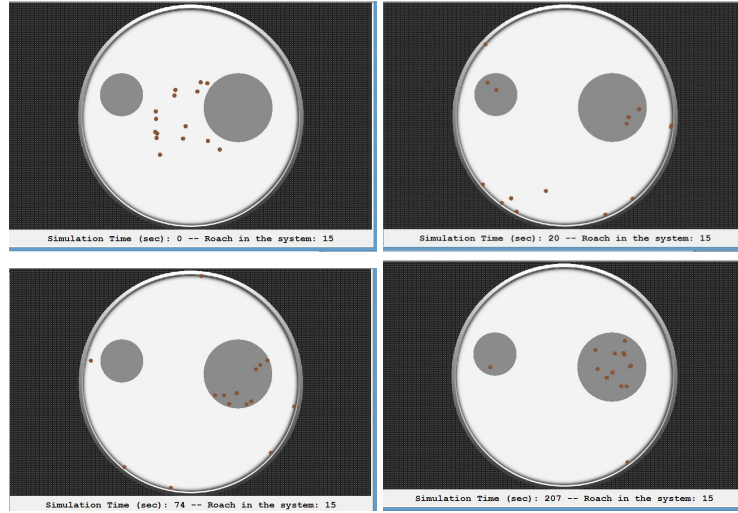 Simulation Time (sec): 0 -- Roach in the system: 15
Simulation Time (sec): 20 -- Roach in the system: 15
Simulation Time (sec): 74 -- Roach in the system: 15
Simulation Time (sec): 207 -- Roach in the system: 15